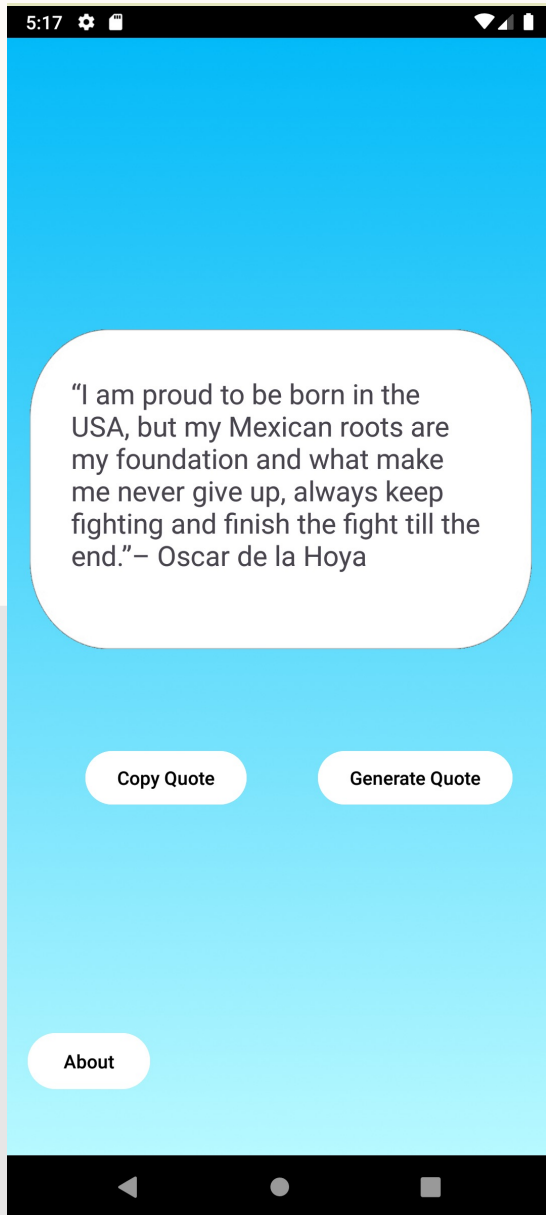 5:17
“I am proud to be born in the
USA, but my Mexican roots are
my foundation and what make
me never give up, always keep
fighting and finish the fight till the
end.”– Oscar de la Hoya
Copy Quote Generate Quote
About